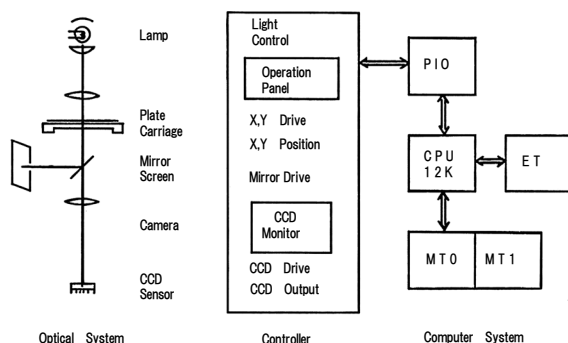 Lamp
Plate
Carriage
Mirror
Screen
Camera
CCD
Sensor
Optical System
Light
Control
Operation
Panel
X,Y Drive
X,Y Position
Mirror Drive
CCD
Monitor
CCD Drive
CCD Output
Controller
PIO
CPU
12K
ET
MT0 MT1
Computer System